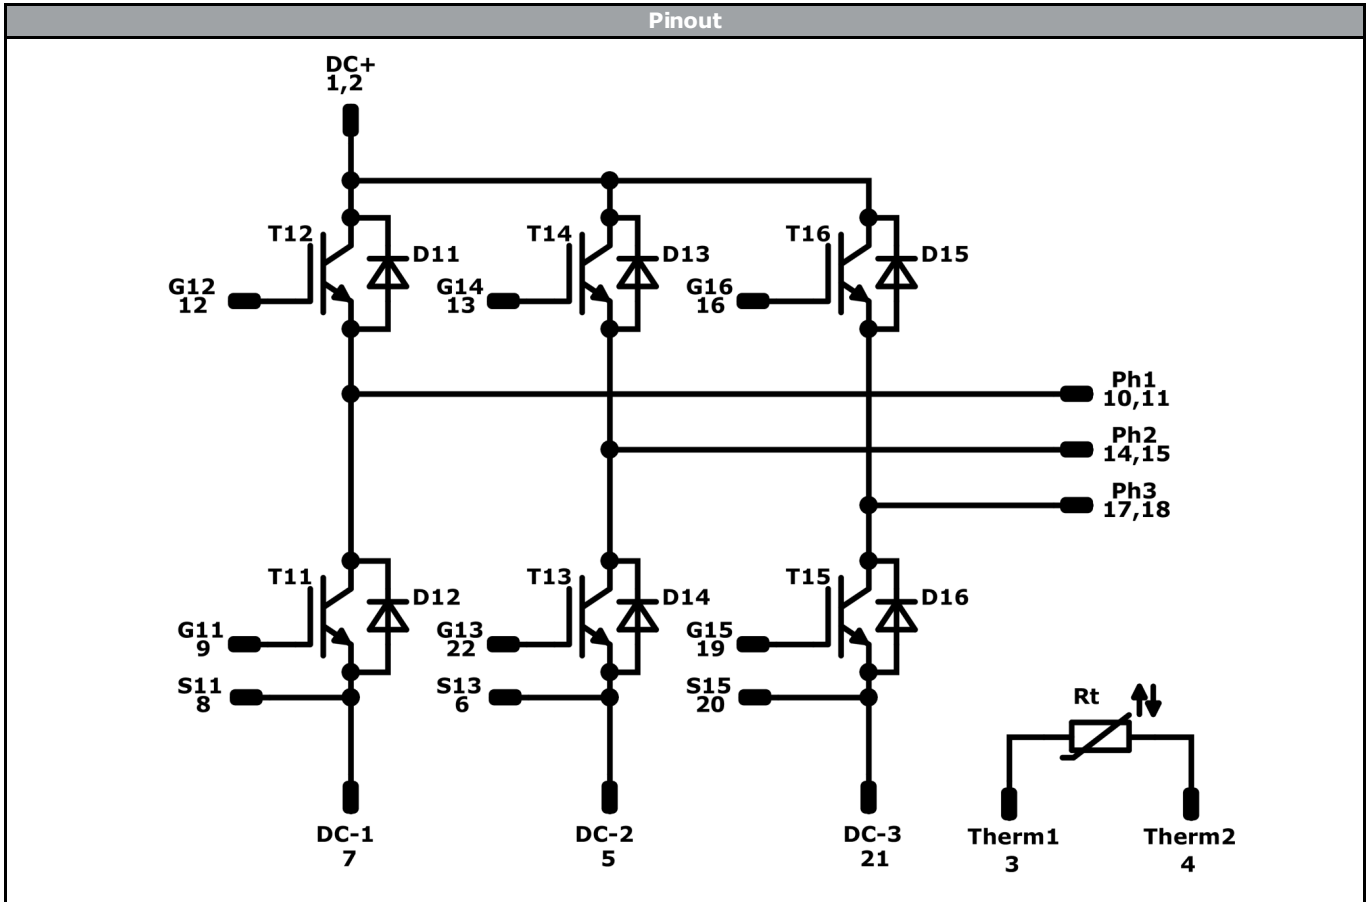 Pinout
DC+
1,2
T12
D11
T14
D13
T16
D15
G12
12
G14
13
G16
16
Ph1
10,11
Ph2
14,15
Ph3
17,18
T11
D12
T13
D14
T15
D16
G11
9
G13
22
G15
19
S11
8
S13
6
S15
20
Rt
DC-1
7
DC-2
5
DC-3
21
Therm1
3
Therm2
4